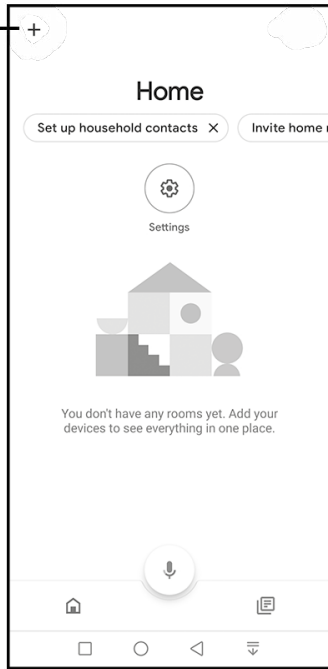 Home
Set up household contacts
Invite home
Settings
You don't have any rooms yet. Add your
devices to see everything in one place.